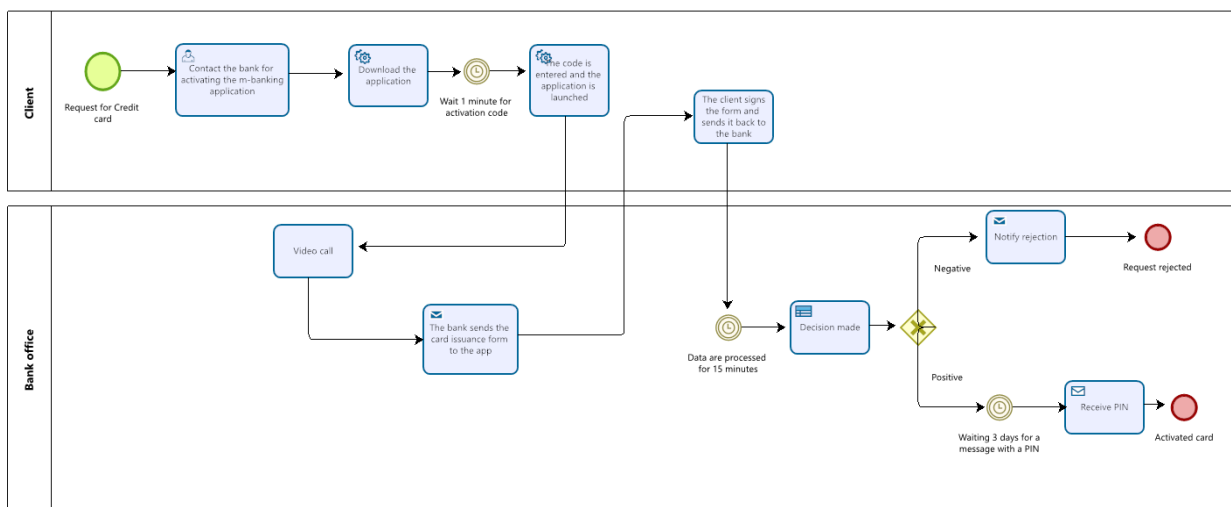 Client
Request for Credit
card
Contact the bank for
activating the m-banking
application
Download the
application
Wait 1 minute for
activation code
The code is
entered and the
application is
launched
The client signs
the form and
sends it back to
the bank
Bank office
Video call
The bank sends the
card issuance form
to the app
Data are processed
for 15 minutes
Decision made
Negative
Notify rejection
Request rejected
Positive
Waiting 3 days for a
message with a PIN
Receive PIN
Activated card